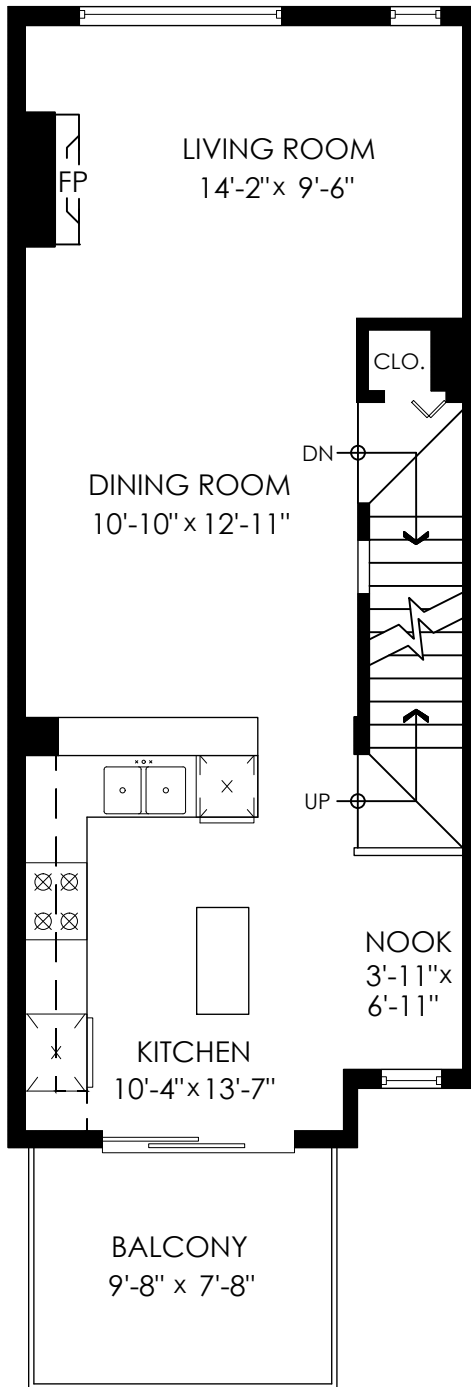 LIVING ROOM
14'-2" x 9'-6"
FP
CLO.
DN
DINING ROOM
10'-10" x 12'-11"
UP
NOOK
3'-11" x
6'-11"
KITCHEN
10'-4" x 13'-7"
BALCONY
9'-8" x 7'-8"